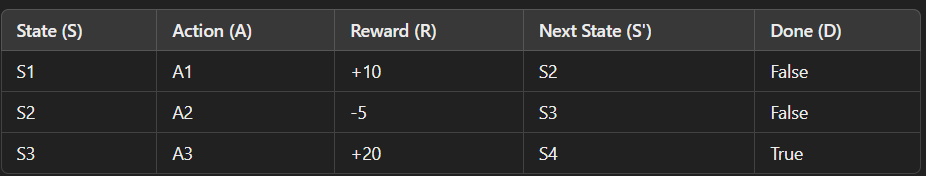 State (S) Action (A) Reward (R) Next State (S') Done (D)
S1 A1 +10 S2 False
S2 A2 -5 S3 False
S3 A3 +20 S4 True